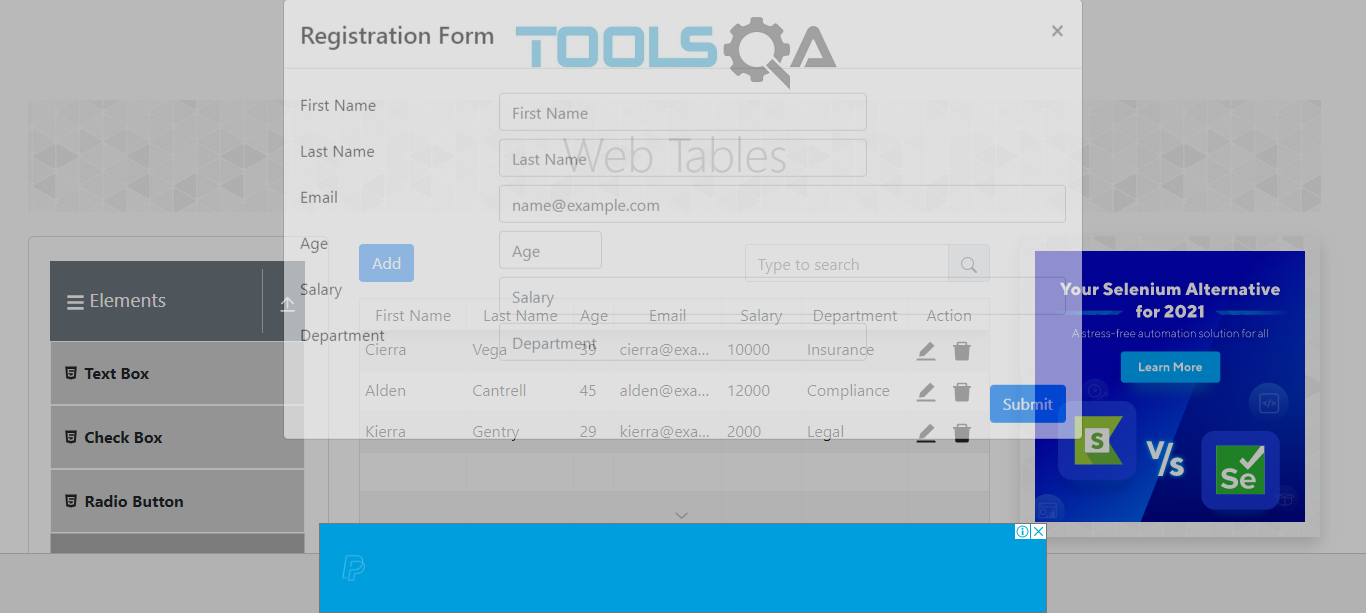 TOOLSQA
Registration Form
×
First Name
First Name
Web Tables
Last Name
Last Name
Email
name@example.com
Age
Age
Add
Type to search
Salary
Salary
Department
Department
Submit
Elements
Text Box
Check Box
Radio Button
First Name Last Name Age Email Salary Department Action
Cierra Vega 39 cierra@exa... 10000 Insurance
Alden Cantrell 45 alden@exa... 12000 Compliance
Kierra Gentry 29 kierra@exa... 2000 Legal
Your Selenium Alternative
for 2021
A stress-free automation solution for all
Learn More
S
V/s
Se